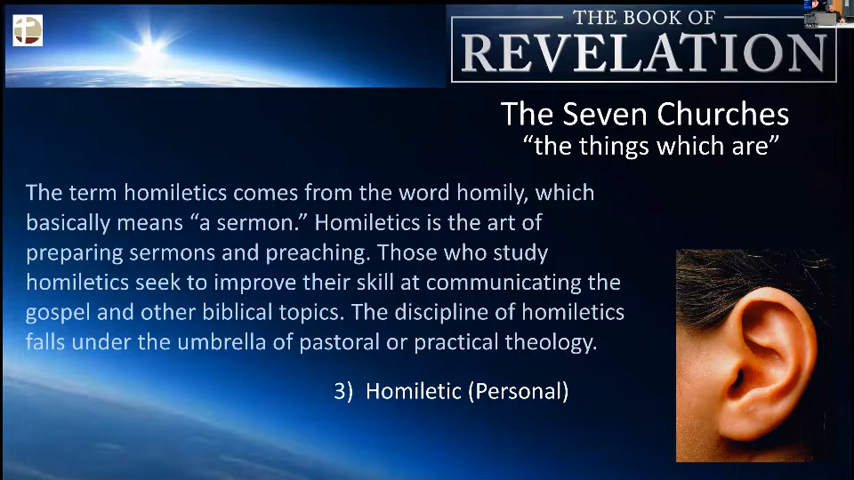 THE BOOK OF
REVELATION
The Seven Churches
“the things which are”
The term homiletics comes from the word homily, which
basically means “a sermon.” Homiletics is the art of
preparing sermons and preaching. Those who study
homiletics seek to improve their skill at communicating the
gospel and other biblical topics. The discipline of homiletics
falls under the umbrella of pastoral or practical theology.
3) Homiletic (Personal)